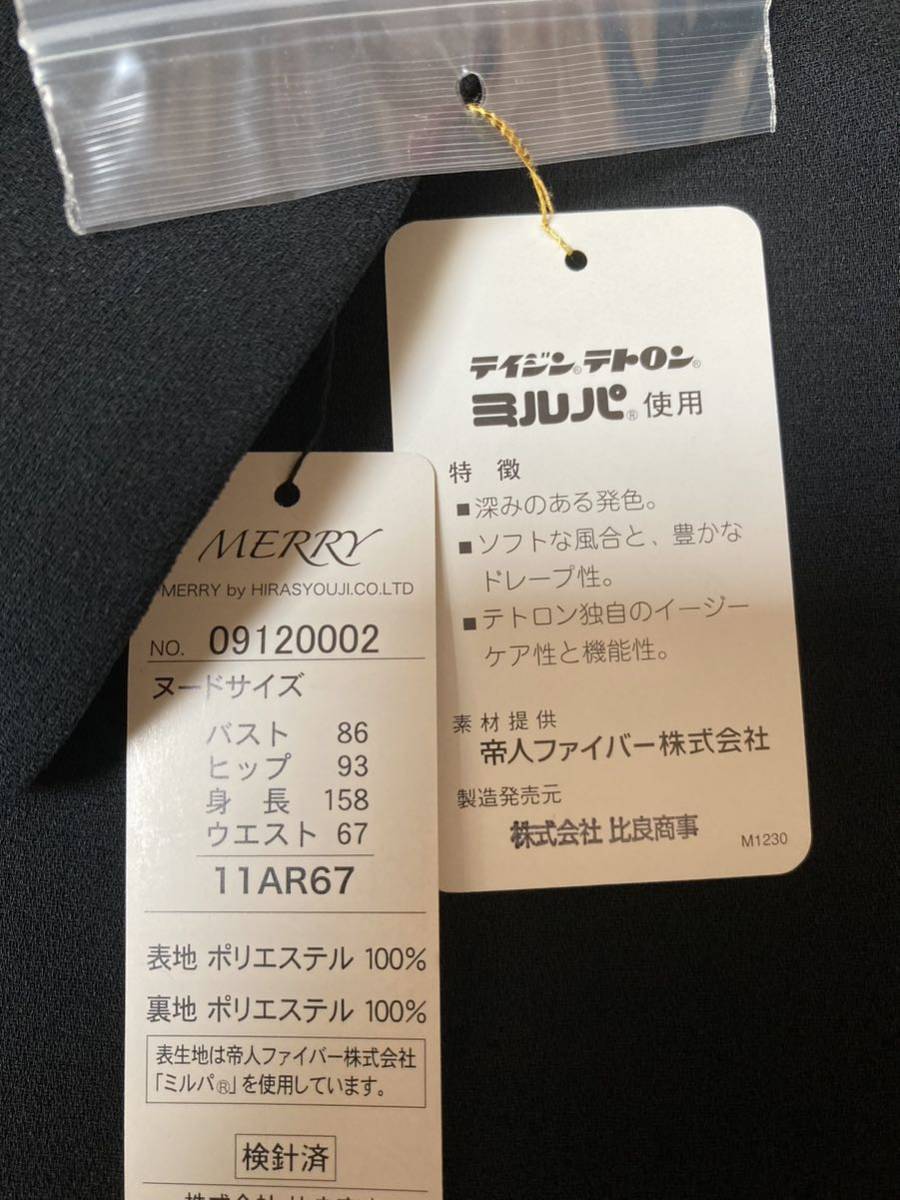 テイジン®テトロン®
ミルパ®使用
特 徴
■深みのある発色。
■ソフトな風合と、豊かな
ドレープ性。
■テトロン独自のイージー
ケア性と機能性。
素材提供
帝人ファイバー株式会社
製造発売元
株式会社 比良商事
M1230
MERRY
MERRY by HIRASYOUJI.CO.LTD
NO. 09120002
ヌードサイズ
バスト 86
ヒップ 93
身 長 158
ウエスト 67
11AR67
表地 ポリエステル 100%
裏地 ポリエステル 100%
表生地は帝人ファイバー株式会社
「ミルパ®」を使用しています。
検針済